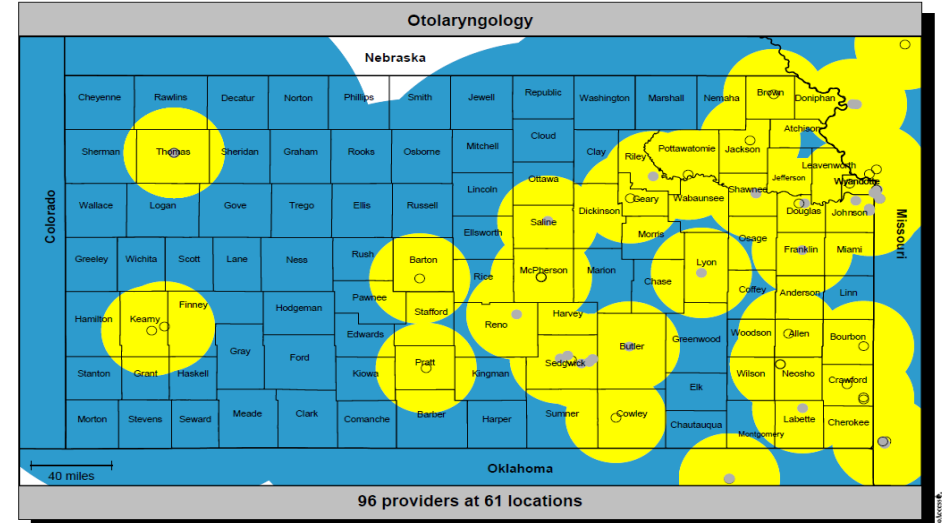 Otolaryngology
Nebraska
Cheyenne Rawlins Decatur Norton Phillips Smith Jewell Republic Washington Marshall Nemaha Brown Doniphan
Sherman Thomas Sheridan Graham Rooks Osborne Mitchell Cloud Clay Riley Pottawatomie Jackson Atchison
Leavenworth
Jefferson Wyandotte
Wallace Logan Gove Trego Ellis Russell Lincoln Ottawa Dickinson Geary Wabaunsee Shawnee Douglas Johnson
Colorado
Missouri
Ellsworth Saline Morris Osage Franklin Miami
Greeley Wichita Scott Lane Ness Rush Barton Rice McPherson Marion Chase Lyon Coffey Anderson Linn
Hamilton Kearny Finney Hodgeman Pawnee Stafford Reno Harvey
Edwards Gray Ford Sedgwick Butler Greenwood Woodson Allen Bourbon
Stanton Grant Haskell Kiowa Pratt Kingman Elk Wilson Neosho Crawford
Morton Stevens Seward Meade Clark Comanche Barber Harper Sumner Cowley Chautauqua Montgomery Labette Cherokee
40 miles
Oklahoma
96 providers at 61 locations